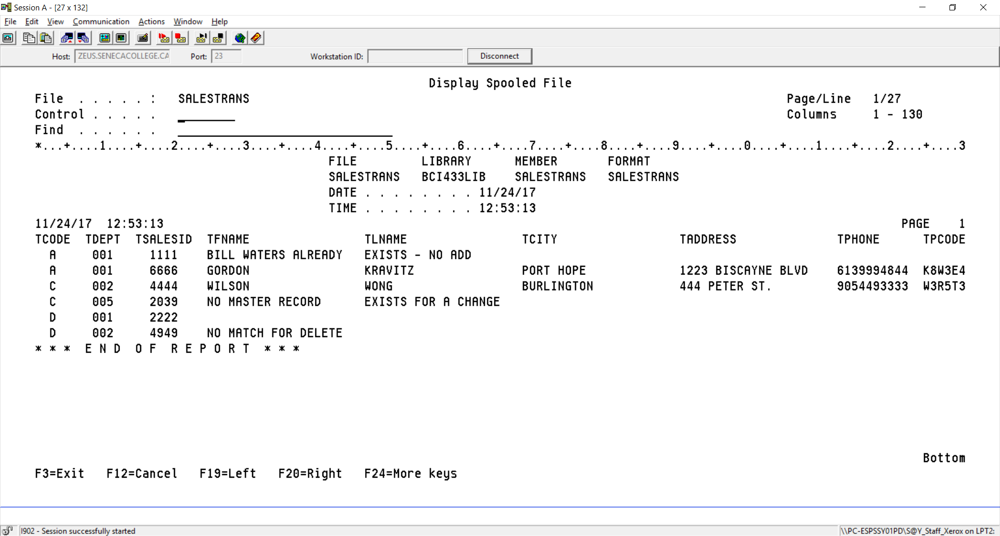 Session A - [27 x 132]
File Edit View Communication Actions Window Help
Host: ZEUS.SENECACOLLEGE.CA Port: 23 Workstation ID: Disconnect
Display Spooled File
File . . . . . : SALESTRANS Page/Line 1/27
Control . . . . . Columns 1 - 130
Find . . . . . .
*...+....1....+....2....+....3....+....4....+....5....+....6....+....7....+....8....+....9....+....0....+....1....+....2....+....3
FILE LIBRARY MEMBER FORMAT
SALESTRANS BCI433LIB SALESTRANS SALESTRANS
DATE . . . . . . . . 11/24/17
TIME . . . . . . . . 12:53:13
11/24/17 12:53:13 PAGE 1
TCODE TDEPT TSALESID TFNAME TLNAME TCITY TADDRESS TPHONE TPCODE
A 001 1111 BILL WATERS ALREADY EXISTS - NO ADD
A 001 6666 GORDON KRAVITZ PORT HOPE 1223 BISCAYNE BLVD 6139994844 K8W3E4
C 002 4444 WILSON WONG BURLINGTON 444 PETER ST. 9054493333 W3R5T3
C 005 2039 NO MASTER RECORD EXISTS FOR A CHANGE
D 001 2222
D 002 4949 NO MATCH FOR DELETE
* * * E N D O F R E P O R T * * *
Bottom
F3=Exit F12=Cancel F19=Left F20=Right F24=More keys
I902 - Session successfully started \\PC-ESPSSY01PD\S@Y_Staff_Xerox on LPT2: